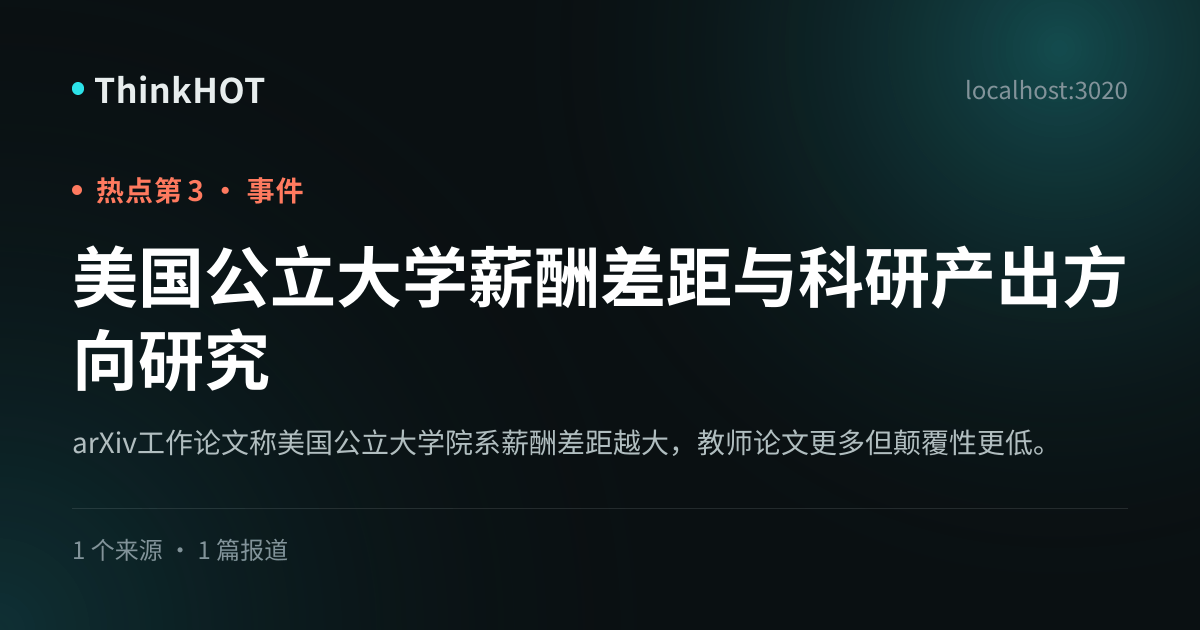 ThinkHOT
localhost:3020
热点第 3 · 事件
美国公立大学薪酬差距与科研产出方
向研究
arXiv工作论文称美国公立大学院系薪酬差距越大，教师论文更多但颠覆性更低。
1 个来源 · 1 篇报道